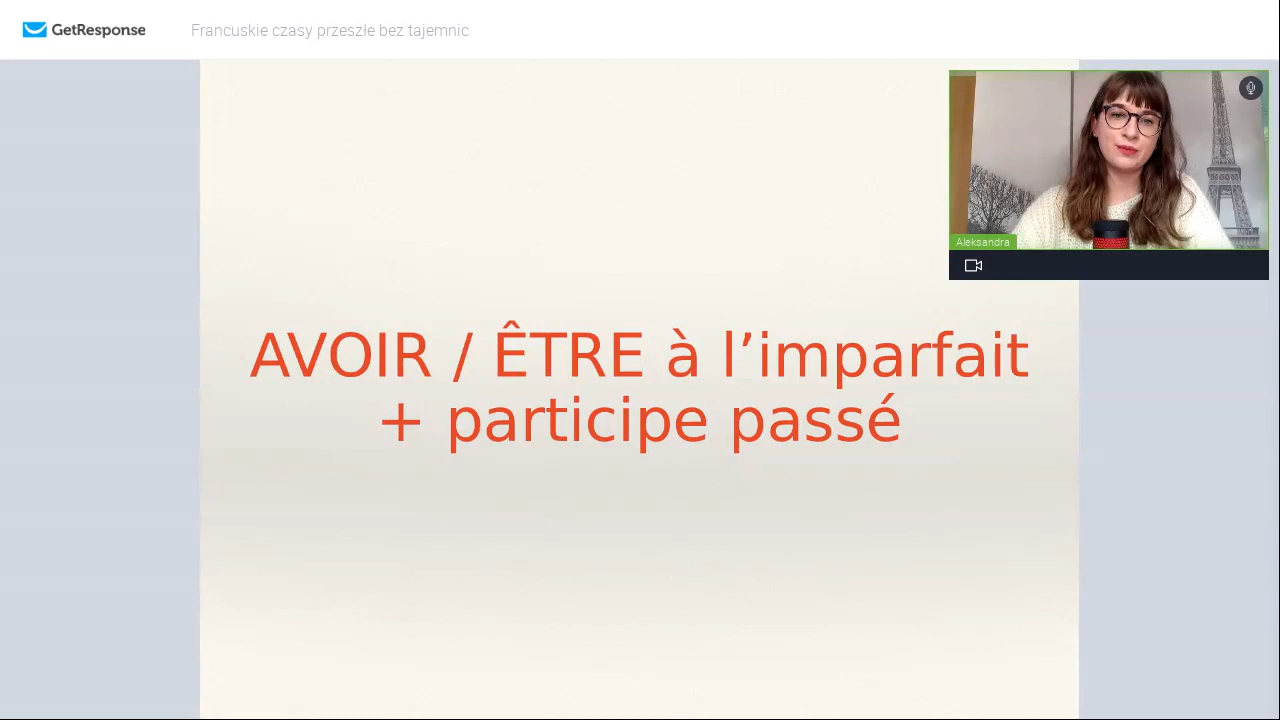 GetResponse
Francuskie czasy przeszłe bez tajemnic
Aleksandra
AVOIR / ÊTRE à l’imparfait
+ participe passé